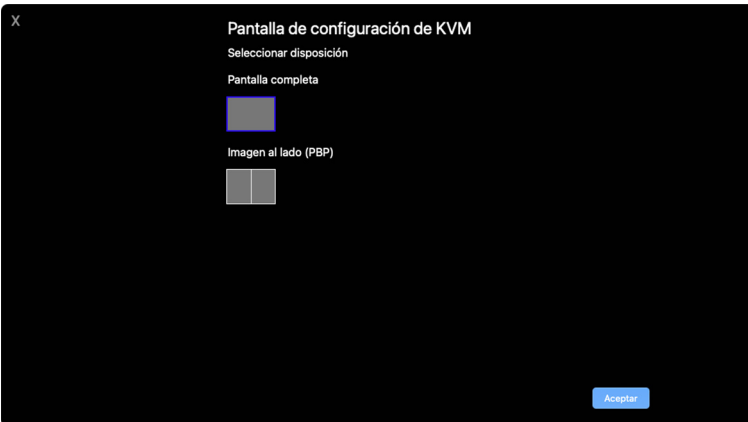 X
Pantalla de configuración de KVM
Seleccionar disposición
Pantalla completa
Imagen al lado (PBP)
Aceptar